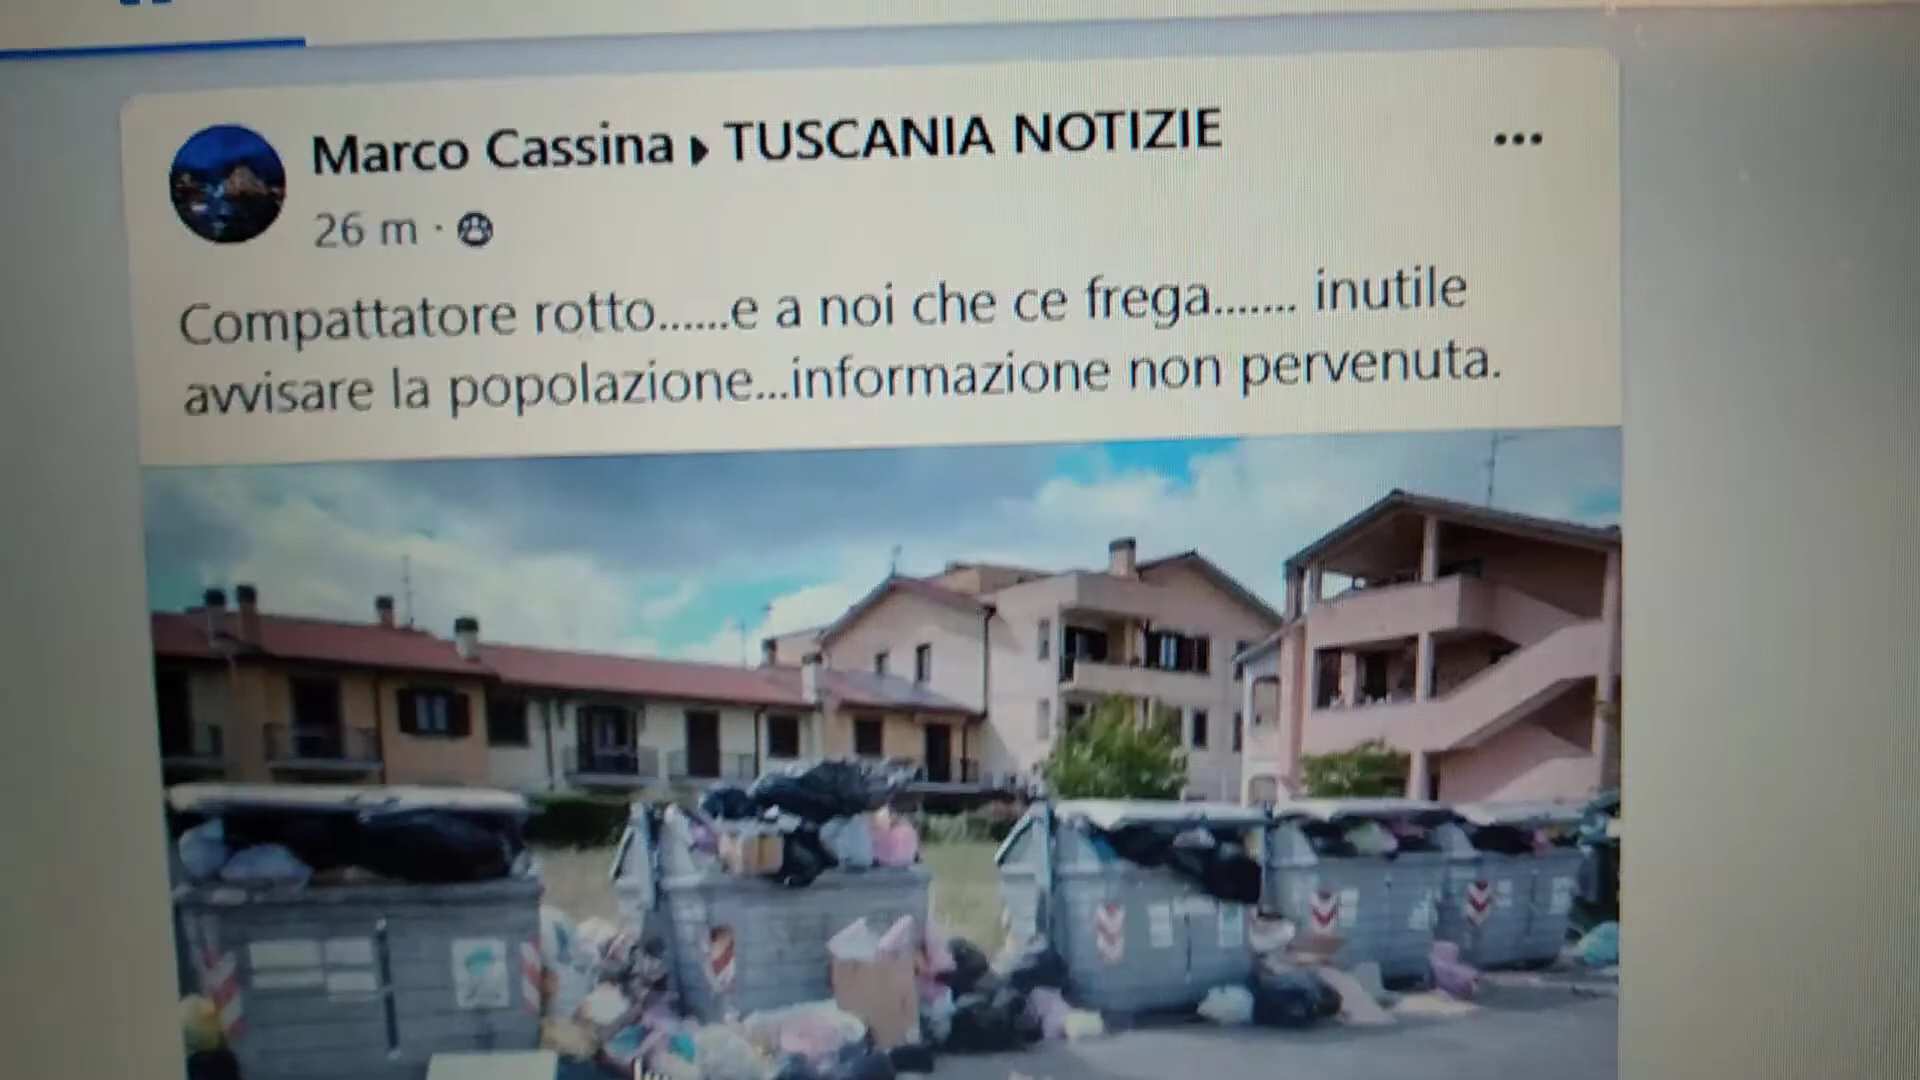 Marco Cassina ▸ TUSCANIA NOTIZIE
26 m ·
Compattatore rotto......e a noi che ce frega....... inutile
avvisare la popolazione...informazione non pervenuta.